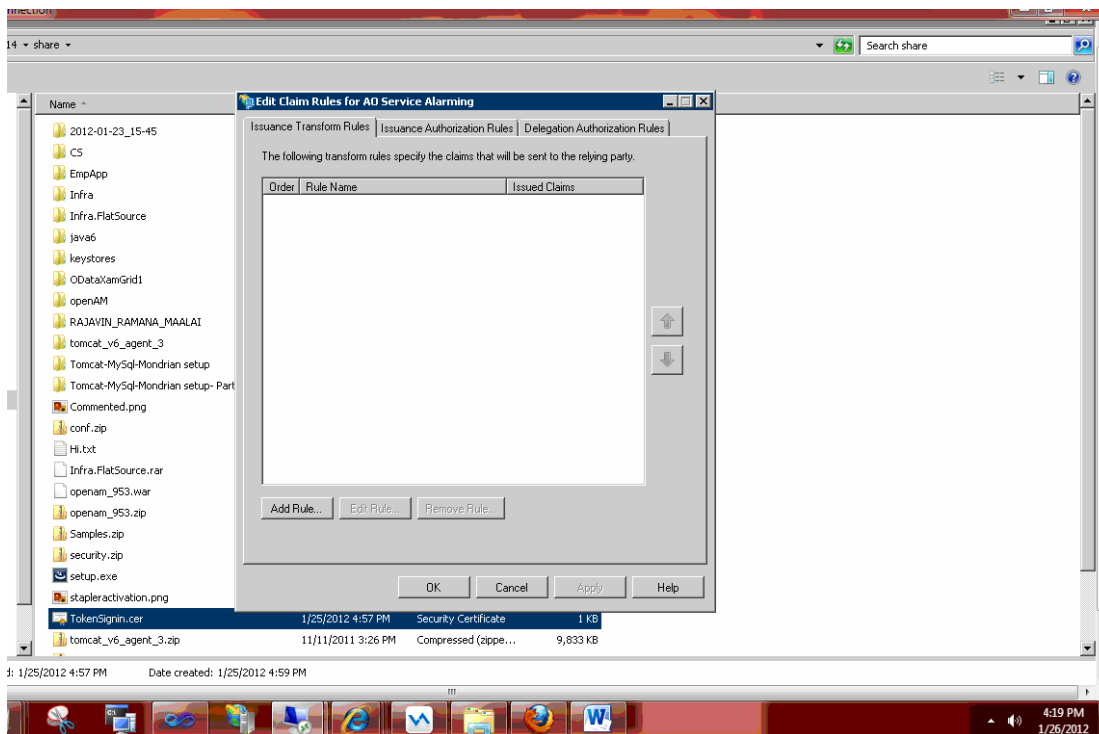 14 share
Search share
Name
Edit Claim Rules for AO Service Alarming
Issuance Transform Rules Issuance Authorization Rules Delegation Authorization Rules
The following transform rules specify the claims that will be sent to the relying party.
Order Rule Name Issued Claims
2012-01-23_15-45
CS
EmpApp
Infra
Infra.FlatSource
java6
keystores
ODataXamGrid1
openAM
RAJAVIN_RAMANA_MAALAI
tomcat_v6_agent_3
Tomcat-MySql-Mondrian setup
Tomcat-MySql-Mondrian setup- Part
Commented.png
conf.zip
Hi.txt
Infra.FlatSource.rar
openam_953.war
openam_953.zip
Samples.zip
security.zip
setup.exe
stapleractivation.png
Add Rule... Edit Rule... Remove Rule...
OK Cancel Apply Help
TokenSignin.cer 1/25/2012 4:57 PM Security Certificate 1 KB
tomcat_v6_agent_3.zip 11/11/2011 3:26 PM Compressed (zippe... 9,833 KB
d: 1/25/2012 4:57 PM Date created: 1/25/2012 4:59 PM
4:19 PM
1/26/2012